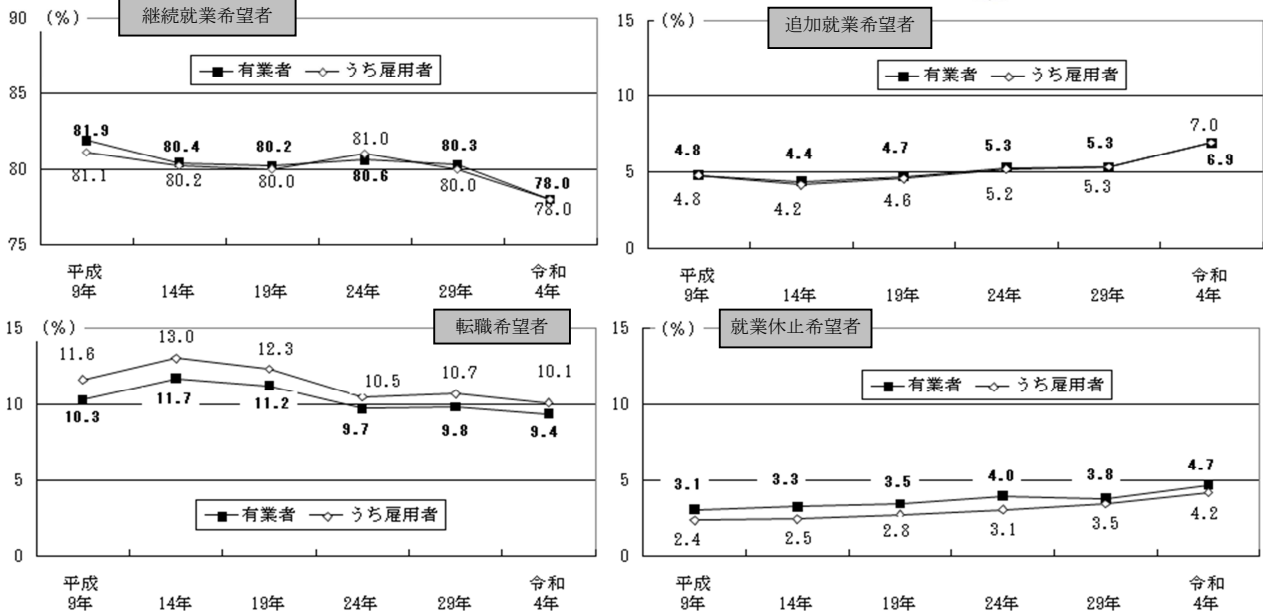 90 (%) 継続就業希望者
有業者 うち雇用者
85
81.9 80.4 80.2 81.0 80.3
80
81.1 80.2 80.0 80.6 80.0 78.0
78.0
75
平成 令和
9年 14年 19年 24年 29年 4年
15 (%) 追加就業希望者
有業者 うち雇用者
10
7.0
4.8 4.4 4.7 5.3 5.3 6.9
5
4.8 4.2 4.6 5.2 5.3
0
平成 令和
9年 14年 19年 24年 29年 4年
15 (%) 転職希望者
11.6 13.0 12.3 10.5 10.7 10.1
10
10.3 11.7 11.2 9.7 9.8 9.4
5
有業者 うち雇用者
0
平成 令和
9年 14年 19年 24年 29年 4年
15 (%) 就業休止希望者
有業者 うち雇用者
10
5
3.1 3.3 3.5 4.0 3.8 4.7
2.4 2.5 2.8 3.1 3.5 4.2
0
平成 令和
9年 14年 19年 24年 29年 4年